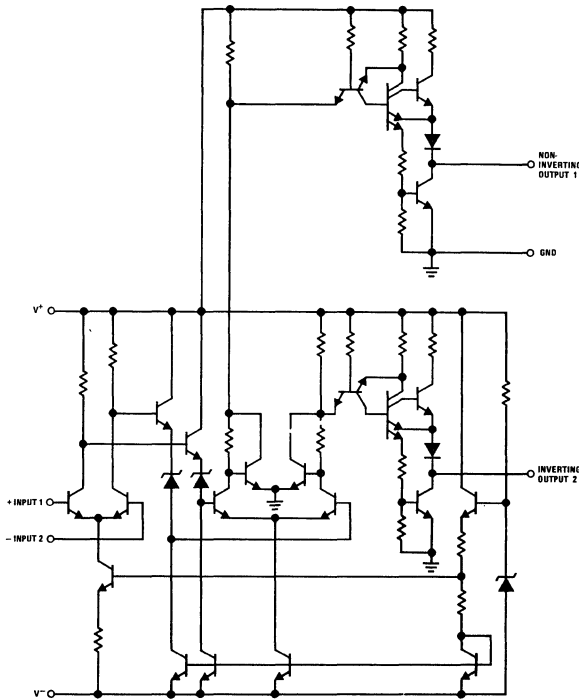 NON-
INVERTING
OUTPUT 1
GND
V+
INVERTING
OUTPUT 2
+ INPUT 1
− INPUT 2
V−